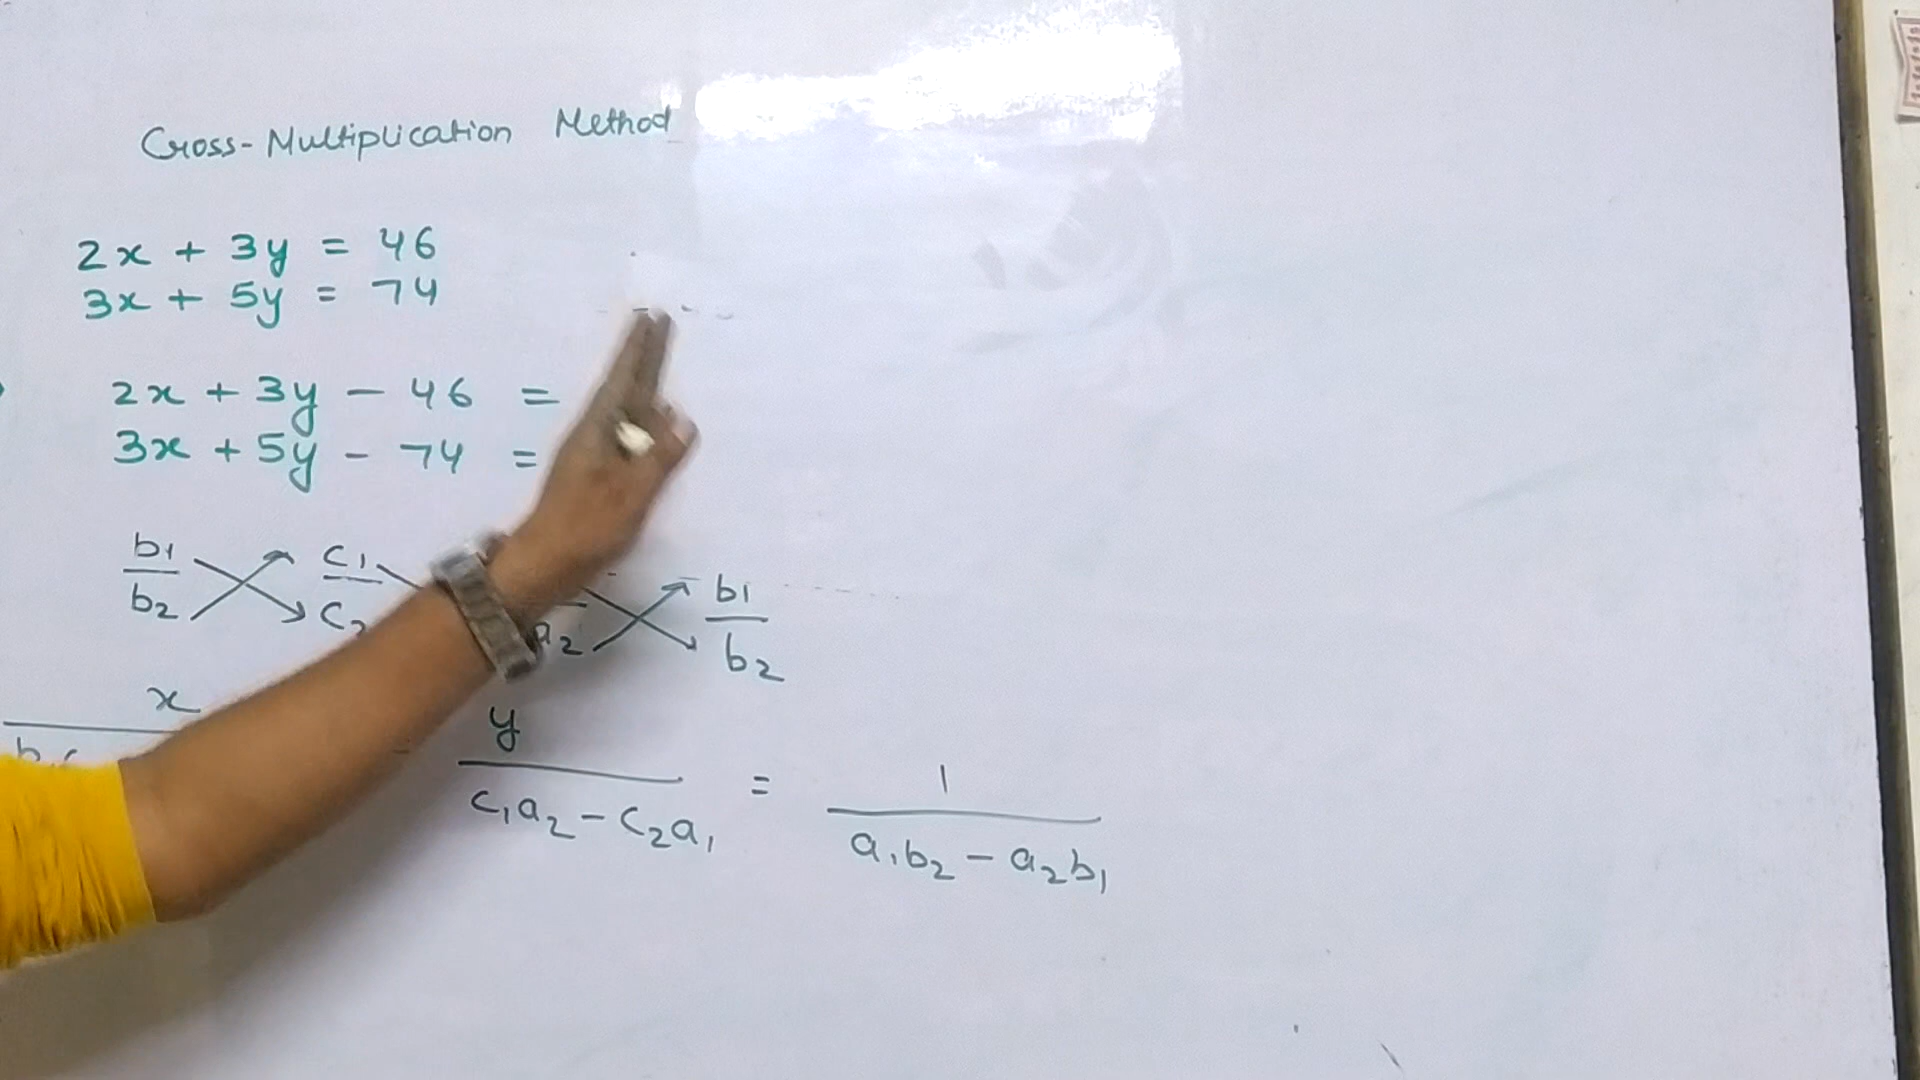 Cross-Multiplication Method
2x + 3y = 46
3x + 5y = 74
2x + 3y - 46 =
3x + 5y - 74 =
b1 c1 b1
b2 c2 a2 b2
x y = 1
c1a2 - c2a1 a1b2 - a2b1